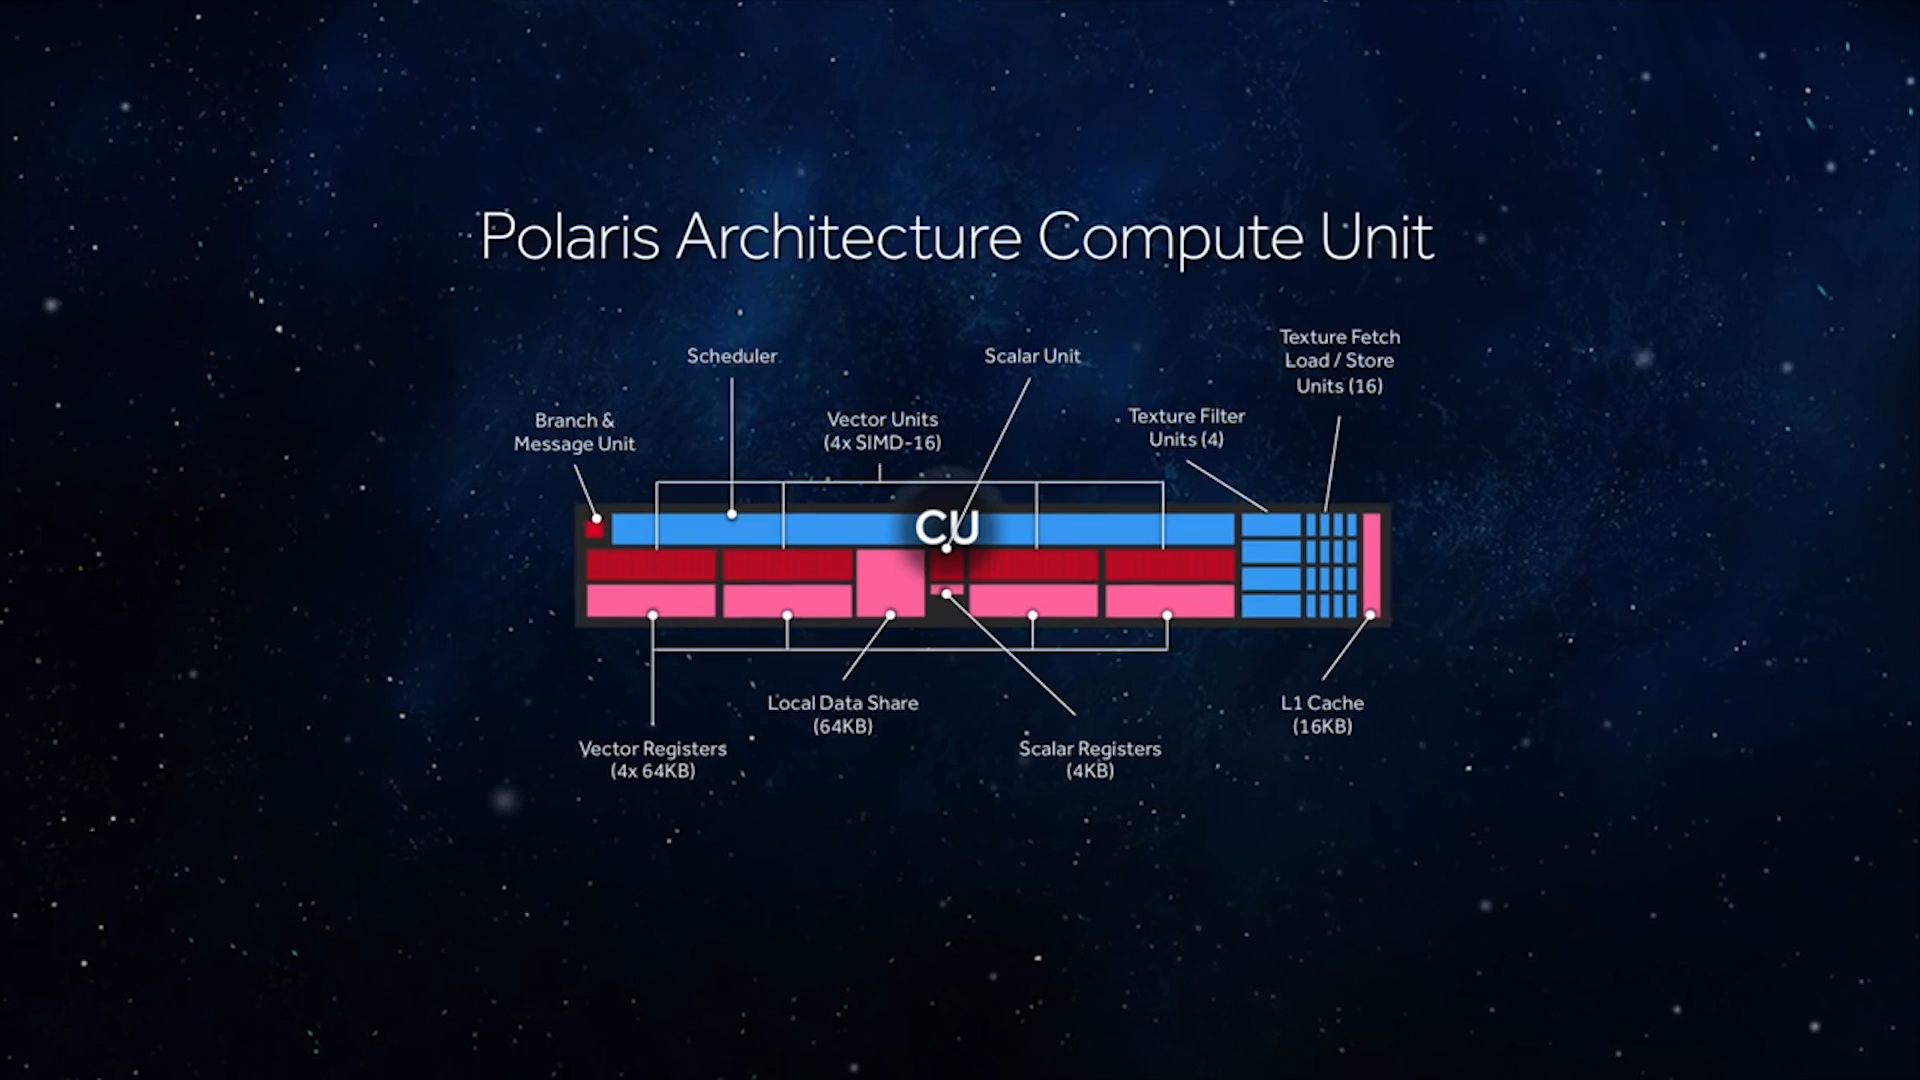 Polaris Architecture Compute Unit
Texture Fetch
Load / Store
Units (16)
Scheduler
Scalar Unit
Branch &
Message Unit
Vector Units
(4x SIMD-16)
Texture Filter
Units (4)
CU
Local Data Share
(64KB)
L1 Cache
(16KB)
Vector Registers
(4x 64KB)
Scalar Registers
(4KB)